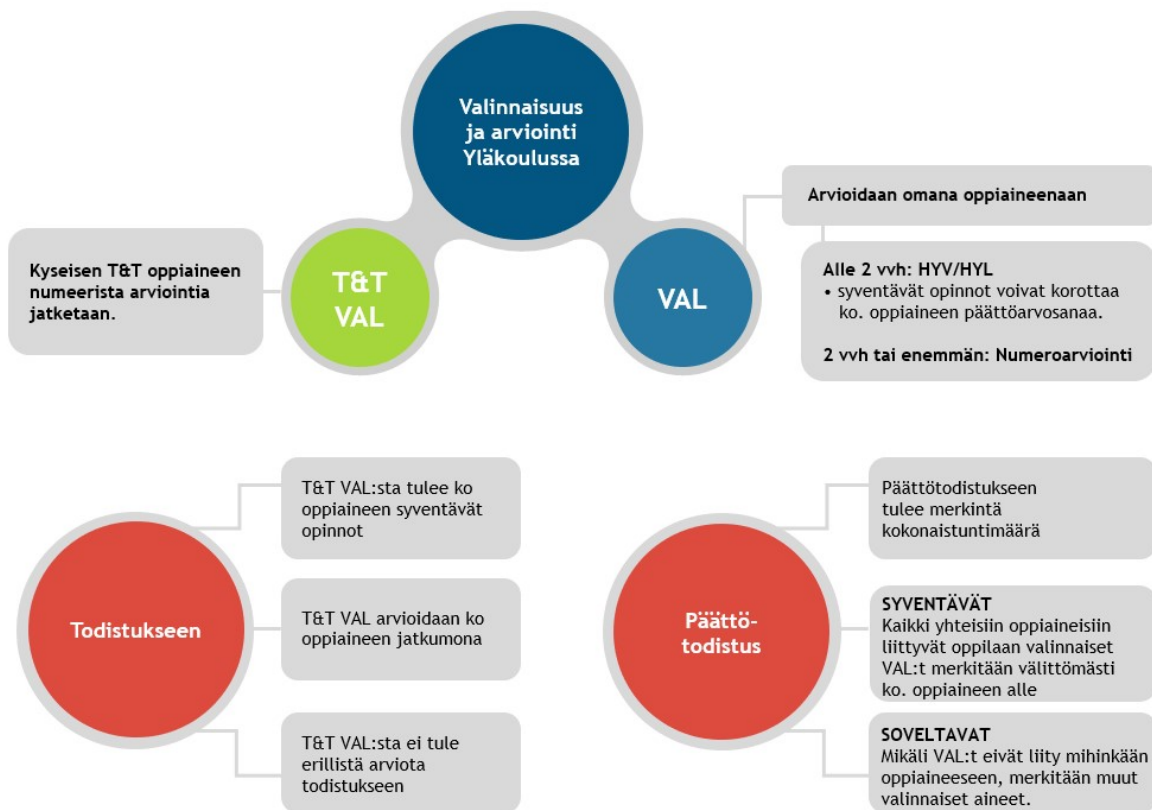 Valinnaisuus
ja arviointi
Yläkoulussa
Kyseisen T&T oppiaineen
numeerista arviointia
jatketaan.
T&T
VAL
VAL
Arvioidaan omana oppiaineenaan
Alle 2 vvh: HYV/HYL
• syventävät opinnot voivat korottaa
ko. oppiaineen päättöarvosanaa.
2 vvh tai enemmän: Numeroarviointi
Todistukseen
T&T VAL:sta tulee ko
oppiaineen syventävät
opinnot
T&T VAL arvioidaan ko
oppiaineen jatkumona
T&T VAL:sta ei tule
erillistä arviota
todistukseen
Päättö-
todistus
Päättötodistukseen
tulee merkintä
kokonaistuntimäärä
SYVENTÄVÄT
Kaikki yhteisiin oppiaineisiin
liittyvät oppilaan valinnaiset
VAL:t merkitään välittömästi
ko. oppiaineen alle
SOVELTAVAT
Mikäli VAL:t eivät liity mihinkään
oppiaineeseen, merkitään muut
valinnaiset aineet.